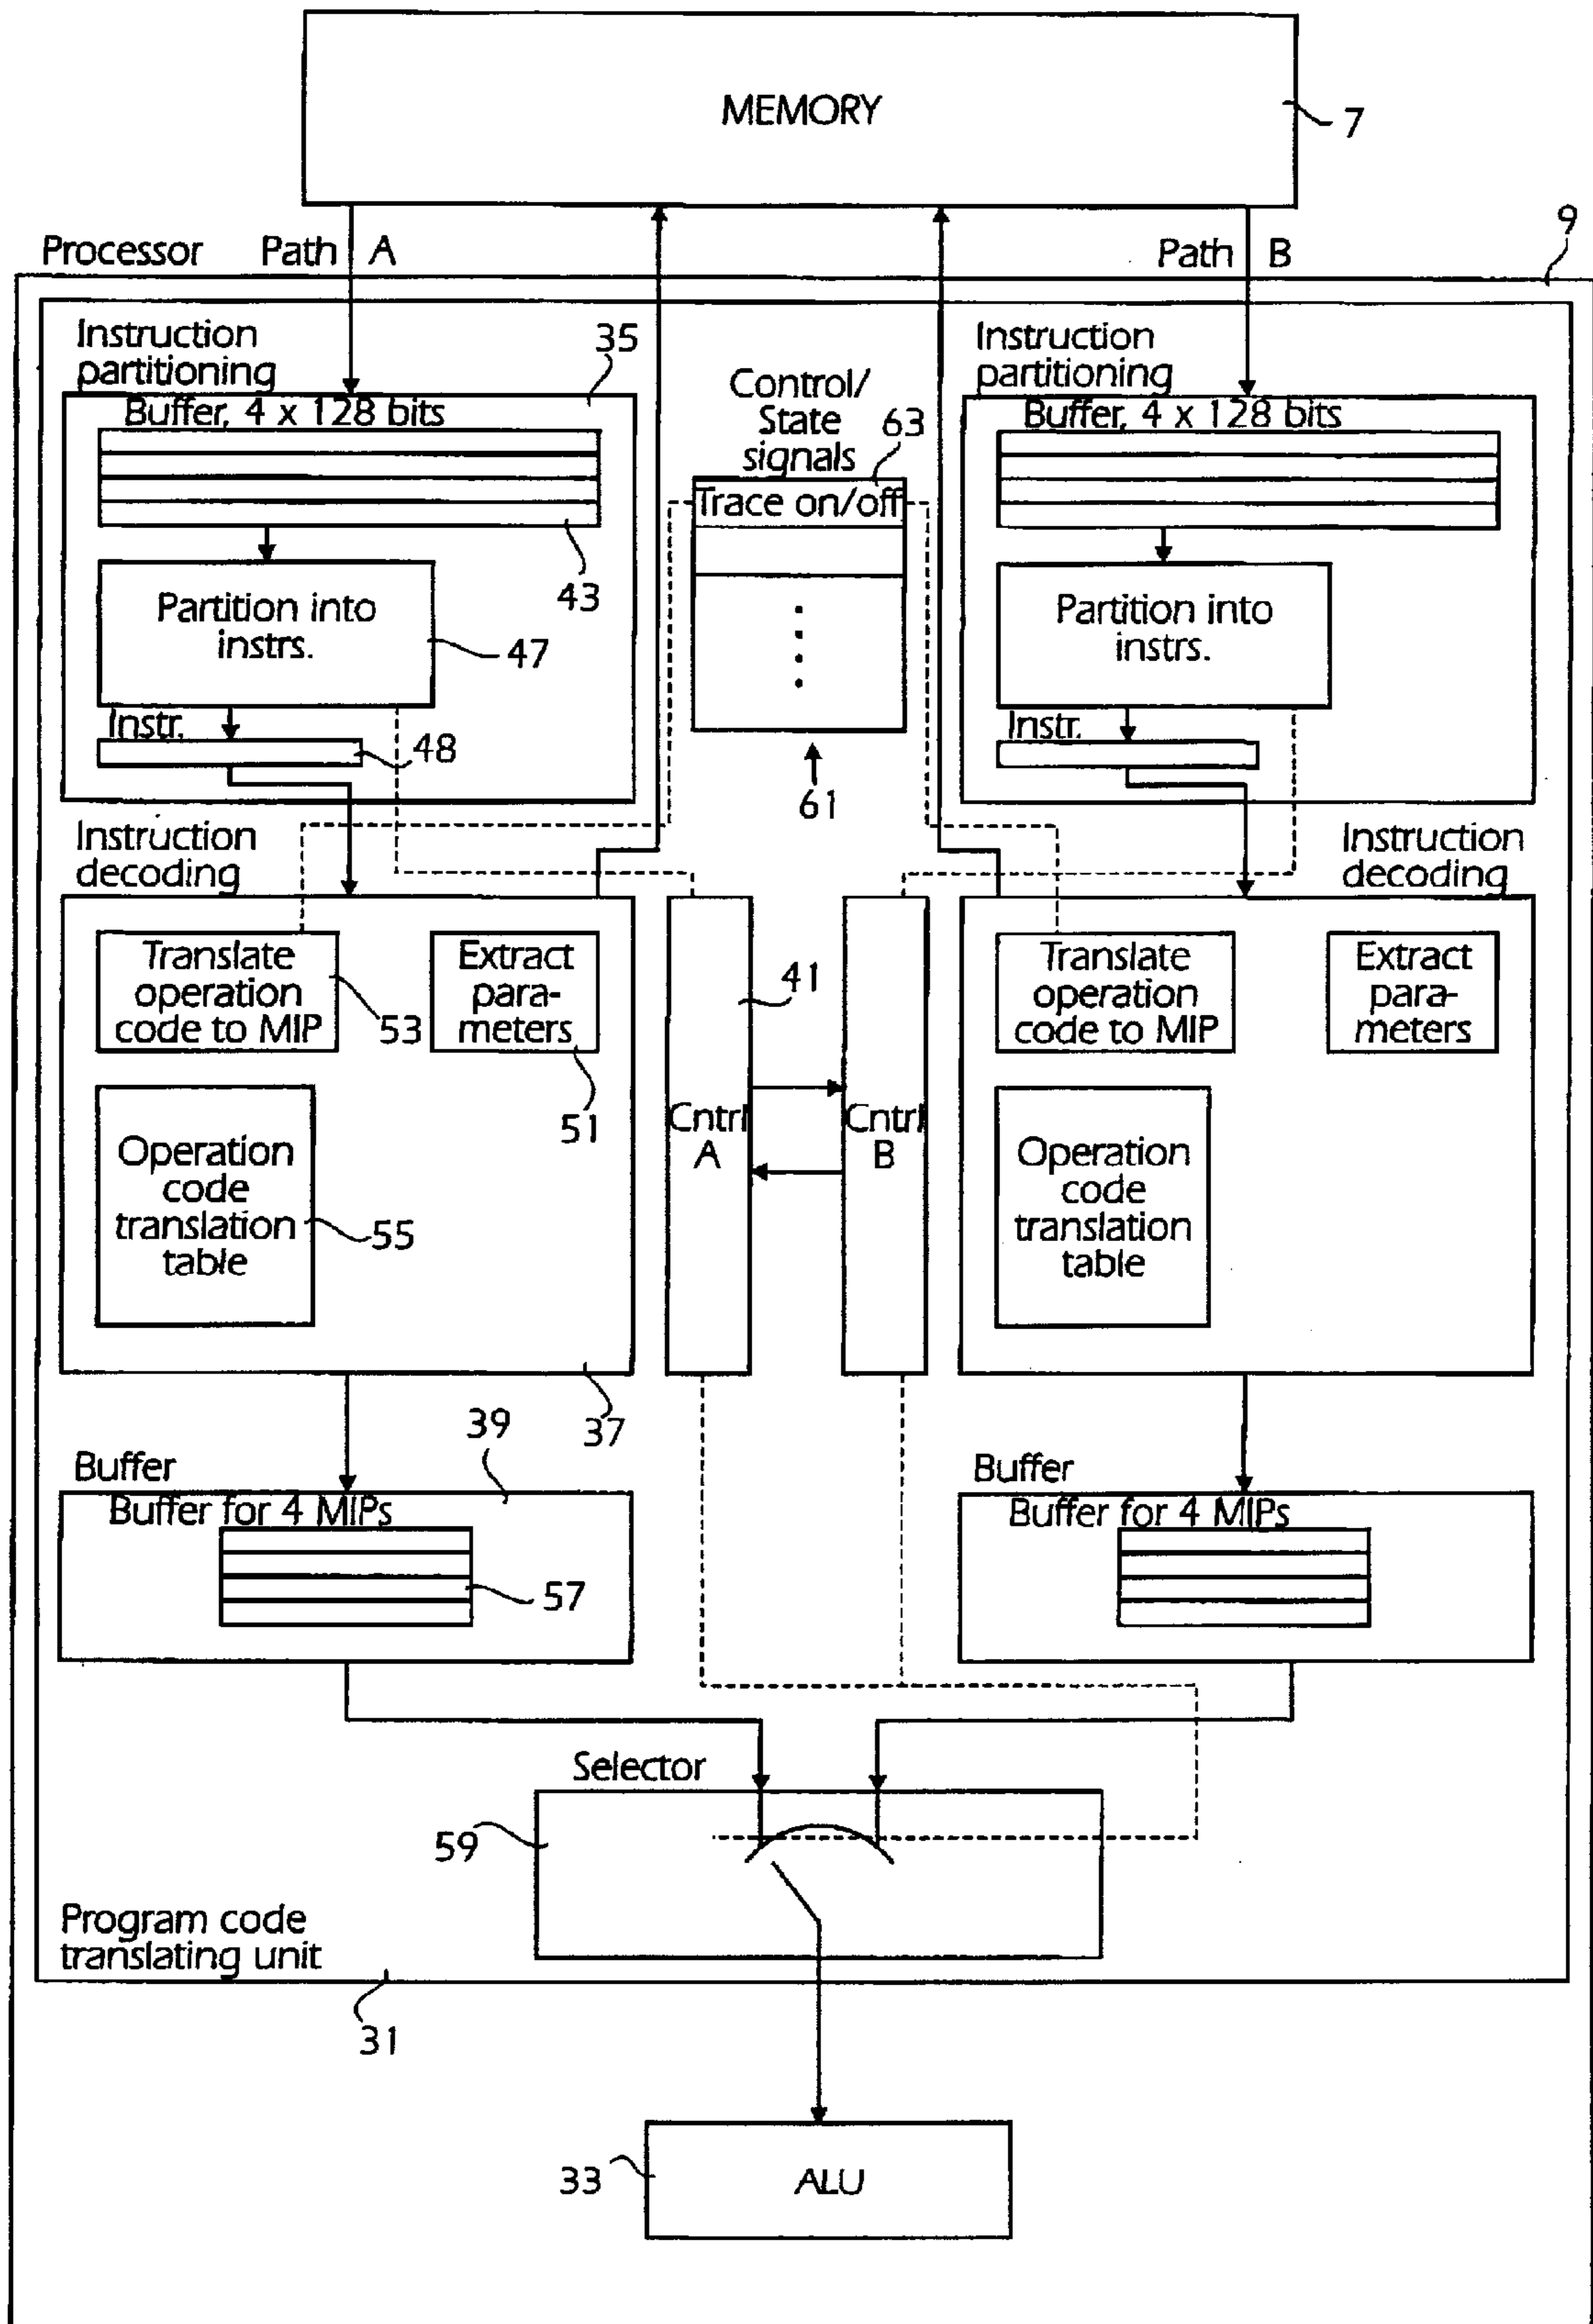 MEMORY
7
9
Processor
Path A
Path B
Instruction
partitioning
35
Buffer, 4 x 128 bits
43
Partition into
instrs.
47
Instr.
48
Control/
State
signals
63
Trace on/off
61
Instruction
partitioning
Buffer, 4 x 128 bits
Partition into
instrs.
Instr.
Instruction
decoding
Translate
operation
code to MIP
53
Extract
para-
meters
51
Operation
code
translation
table
55
37
41
Cntrl
A
Cntrl
B
Instruction
decoding
Translate
operation
code to MIP
Extract
para-
meters
Operation
code
translation
table
39
Buffer
Buffer for 4 MIPs
57
Buffer
Buffer for 4 MIPs
Selector
59
Program code
translating unit
31
33
ALU